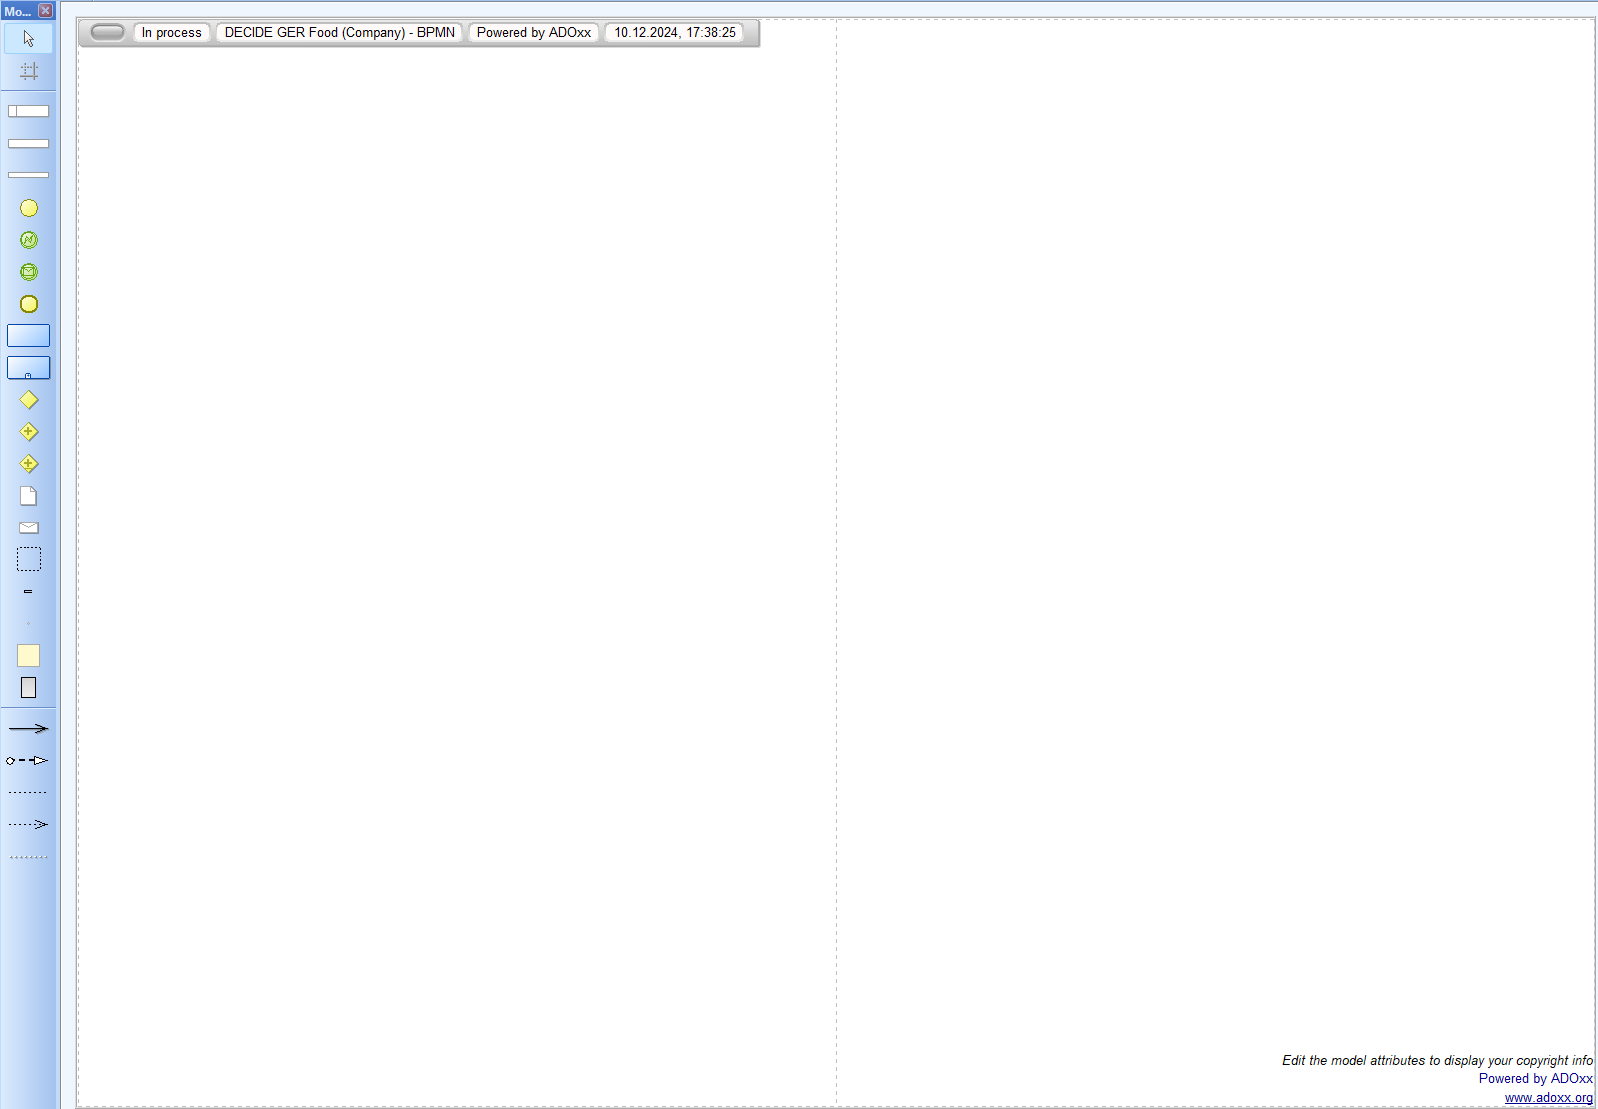 Mo...
In process DECIDE GER Food (Company) - BPMN Powered by ADOxx 10.12.2024, 17:38:25
Edit the model attributes to display your copyright info
Powered by ADOxx
www.adoxx.org